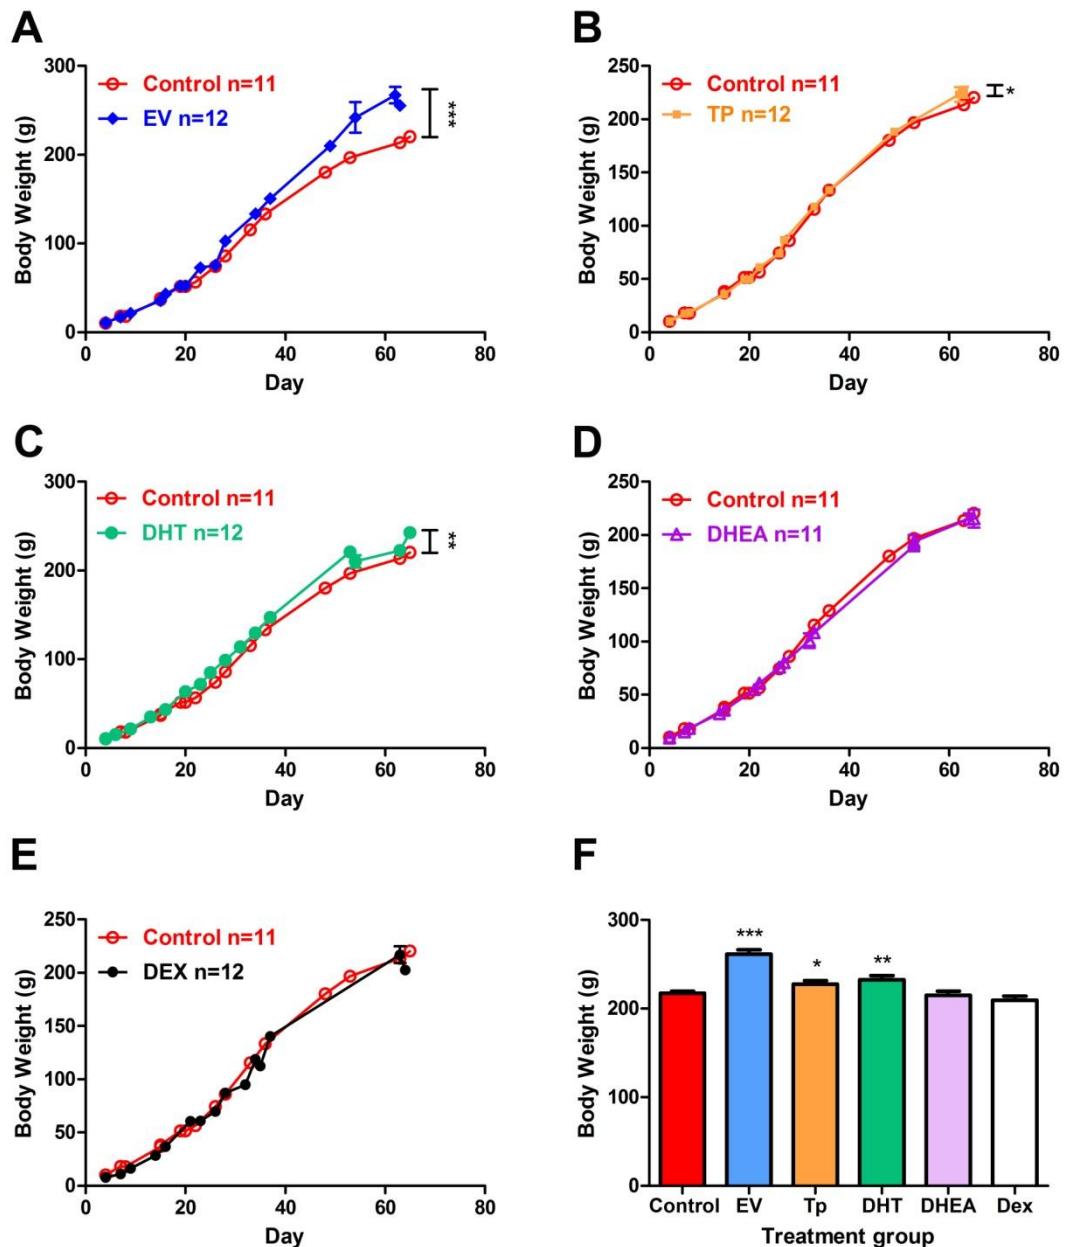 A
300
200
100
0
Body Weight (g)
Control n=11
EV n=12
***
0 20 40 60 80
Day
B
250
200
150
100
50
0
Body Weight (g)
Control n=11
TP n=12
*
0 20 40 60 80
Day
C
300
200
100
0
Body Weight (g)
Control n=11
DHT n=12
**
0 20 40 60 80
Day
D
250
200
150
100
50
0
Body Weight (g)
Control n=11
DHEA n=11
0 20 40 60 80
Day
E
250
200
150
100
50
0
Body Weight (g)
Control n=11
DEX n=12
0 20 40 60 80
Day
F
300
200
100
0
Body Weight (g)
***
*
**
Control EV Tp DHT DHEA Dex
Treatment group